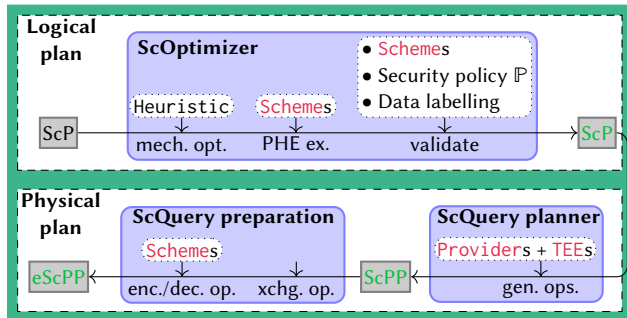 Logical
plan
ScOptimizer
• Schemes
• Security policy ℙ
• Data labelling
Heuristic
Schemes
ScP
mech. opt.
PHE ex.
validate
ScP
Physical
plan
ScQuery preparation
ScQuery planner
Schemes
Providers + TEEs
eScPP
enc./dec. op.
xchg. op.
ScPP
gen. ops.